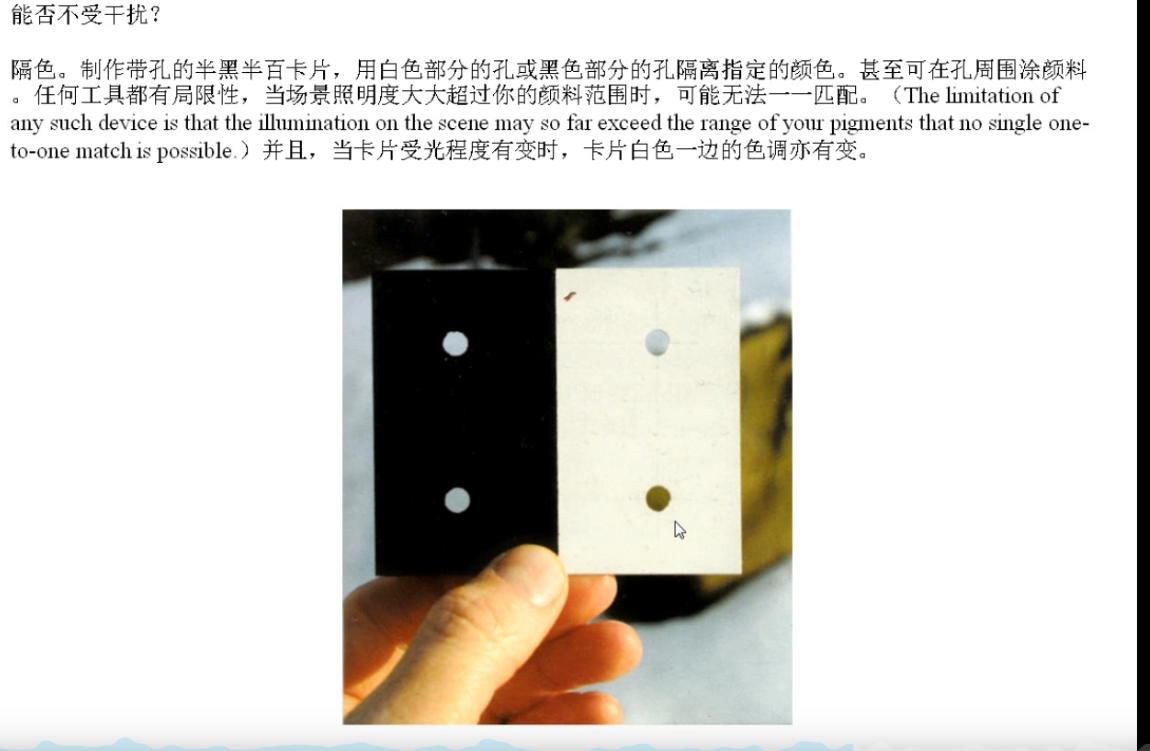 能否不受干扰？
隔色。制作带孔的半黑半百卡片，用白色部分的孔或黑色部分的孔隔离指定的颜色。甚至可在孔周围涂颜料
。任何工具都有局限性，当场景照明度大大超过你的颜料范围时，可能无法一一匹配。（The limitation of
any such device is that the illumination on the scene may so far exceed the range of your pigments that no single one-
to-one match is possible.）并且，当卡片受光程度有变时，卡片白色一边的色调亦有变。